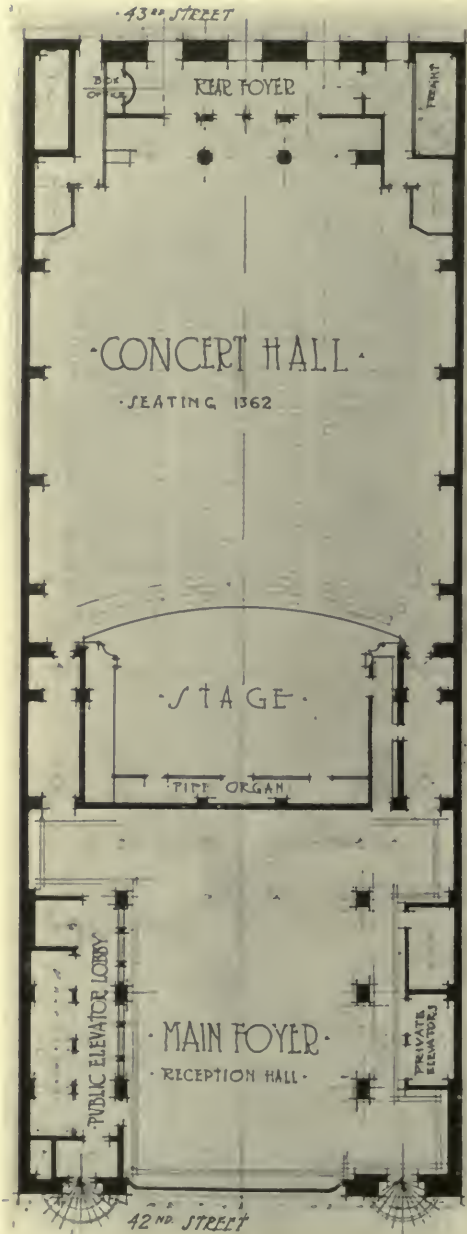 ·43RD STREET
BOX
OFFICE
REAR FOYER
FREIGHT
·CONCERT HALL·
·SEATING 1362
·STAGE·
·PIPE ORGAN
·PUBLIC ELEVATOR LOBBY·
·MAIN FOYER·
·RECEPTION HALL·
PRIVATE
ELEVATORS
42ND. STREET